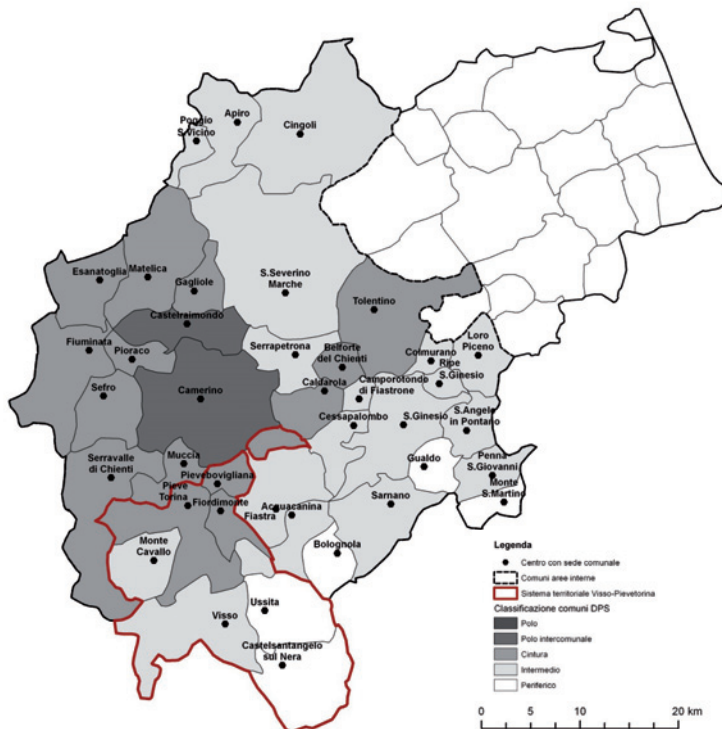 Apiro
Poggio
S.Vicino
Cingoli
Esanatoglia
Matelica
Gagliole
S.Severino
Marche
Tolentino
Castelraimondo
Fiuminata
Pioraco
Serrapetrona
Belforte
del Chienti
Colmurano
Loro
Piceno
Ripe
S.Ginesio
Sefro
Camerino
Caldarola
Camporotondo
di Fiastrone
Cessapalombo
S.Ginesio
S.Angelo
in Pontano
Serravalle
di Chienti
Muccia
Pievebovigliana
Gualdo
Penna
S.Giovanni
Monte
S.Martino
Pieve
Torina
Fiordimonte
Acquacanina
Fiastra
Sarnano
Monte
Cavallo
Bolognola
Visso
Ussita
Castelsantangelo
sul Nera
Legenda
Centro con sede comunale
Comuni aree interne
Sistema territoriale Visso-Pievetorina
Classificazione comuni DPS
Polo
Polo intercomunale
Cintura
Intermedio
Periferico
0 5 10 20 km